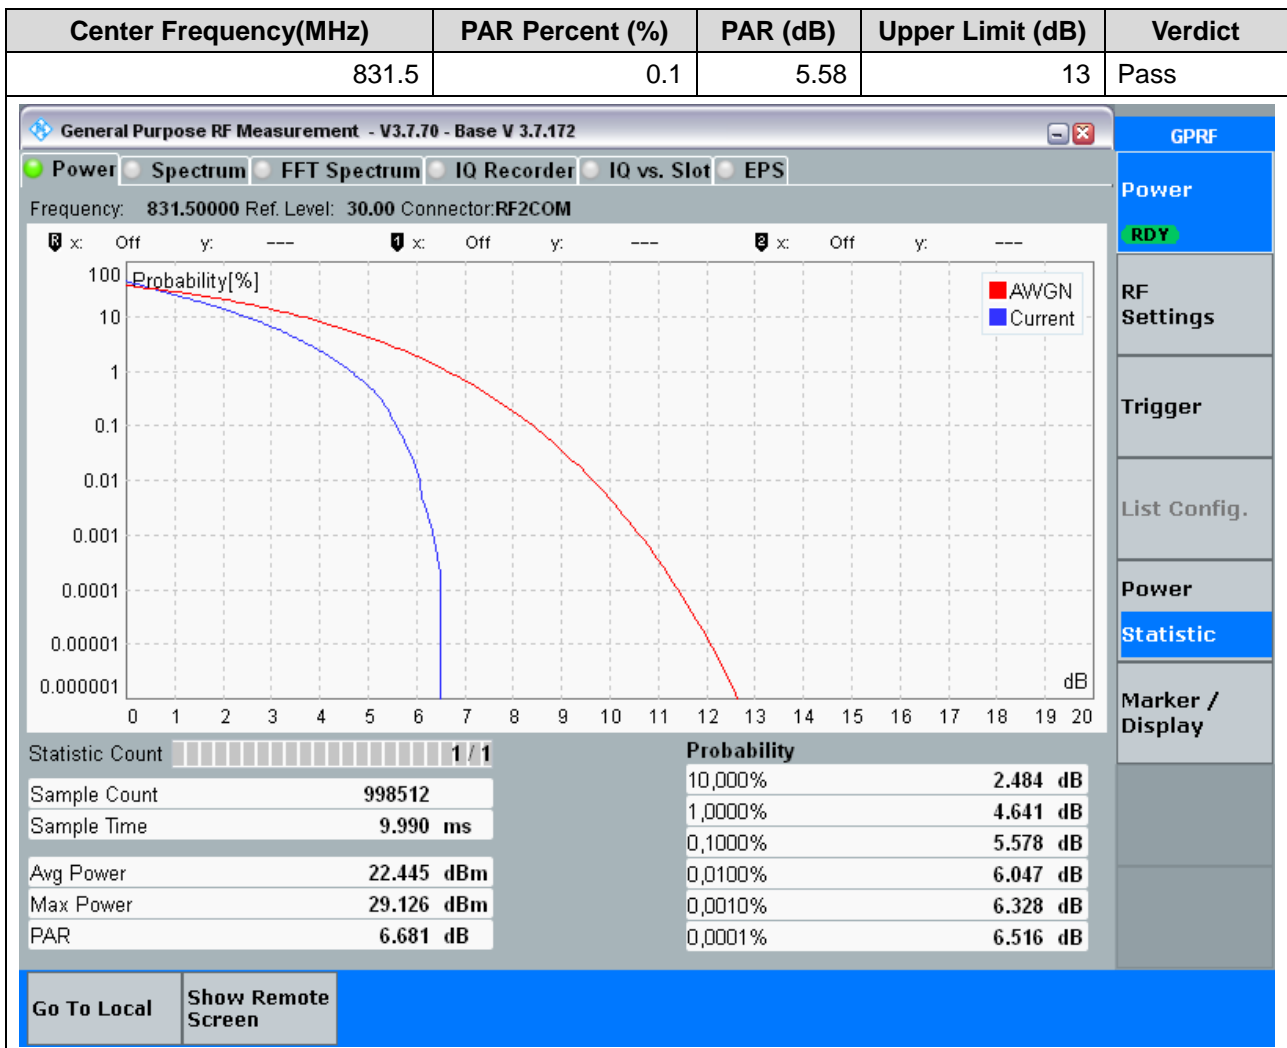 Center Frequency(MHz) PAR Percent (%) PAR (dB) Upper Limit (dB) Verdict
831.5 0.1 5.58 13 Pass
General Purpose RF Measurement - V3.7.70 - Base V 3.7.172
GPRF
Power Spectrum FFT Spectrum IQ Recorder IQ vs. Slot EPS
Power
RDY
Frequency: 831.50000 Ref. Level: 30.00 Connector:RF2COM
R x: Off y: --- 1 x: Off y: --- 2 x: Off y: ---
Probability[%]
AWGN
Current
100
10
1
0.1
0.01
0.001
0.0001
0.00001
0.000001
dB
0 1 2 3 4 5 6 7 8 9 10 11 12 13 14 15 16 17 18 19 20
RF
Settings
Trigger
List Config.
Power
Statistic
Marker /
Display
Statistic Count 1 / 1
Sample Count 998512
Sample Time 9.990 ms
Avg Power 22.445 dBm
Max Power 29.126 dBm
PAR 6.681 dB
Probability
10,000% 2.484 dB
1,0000% 4.641 dB
0,1000% 5.578 dB
0,0100% 6.047 dB
0,0010% 6.328 dB
0,0001% 6.516 dB
Go To Local
Show Remote
Screen